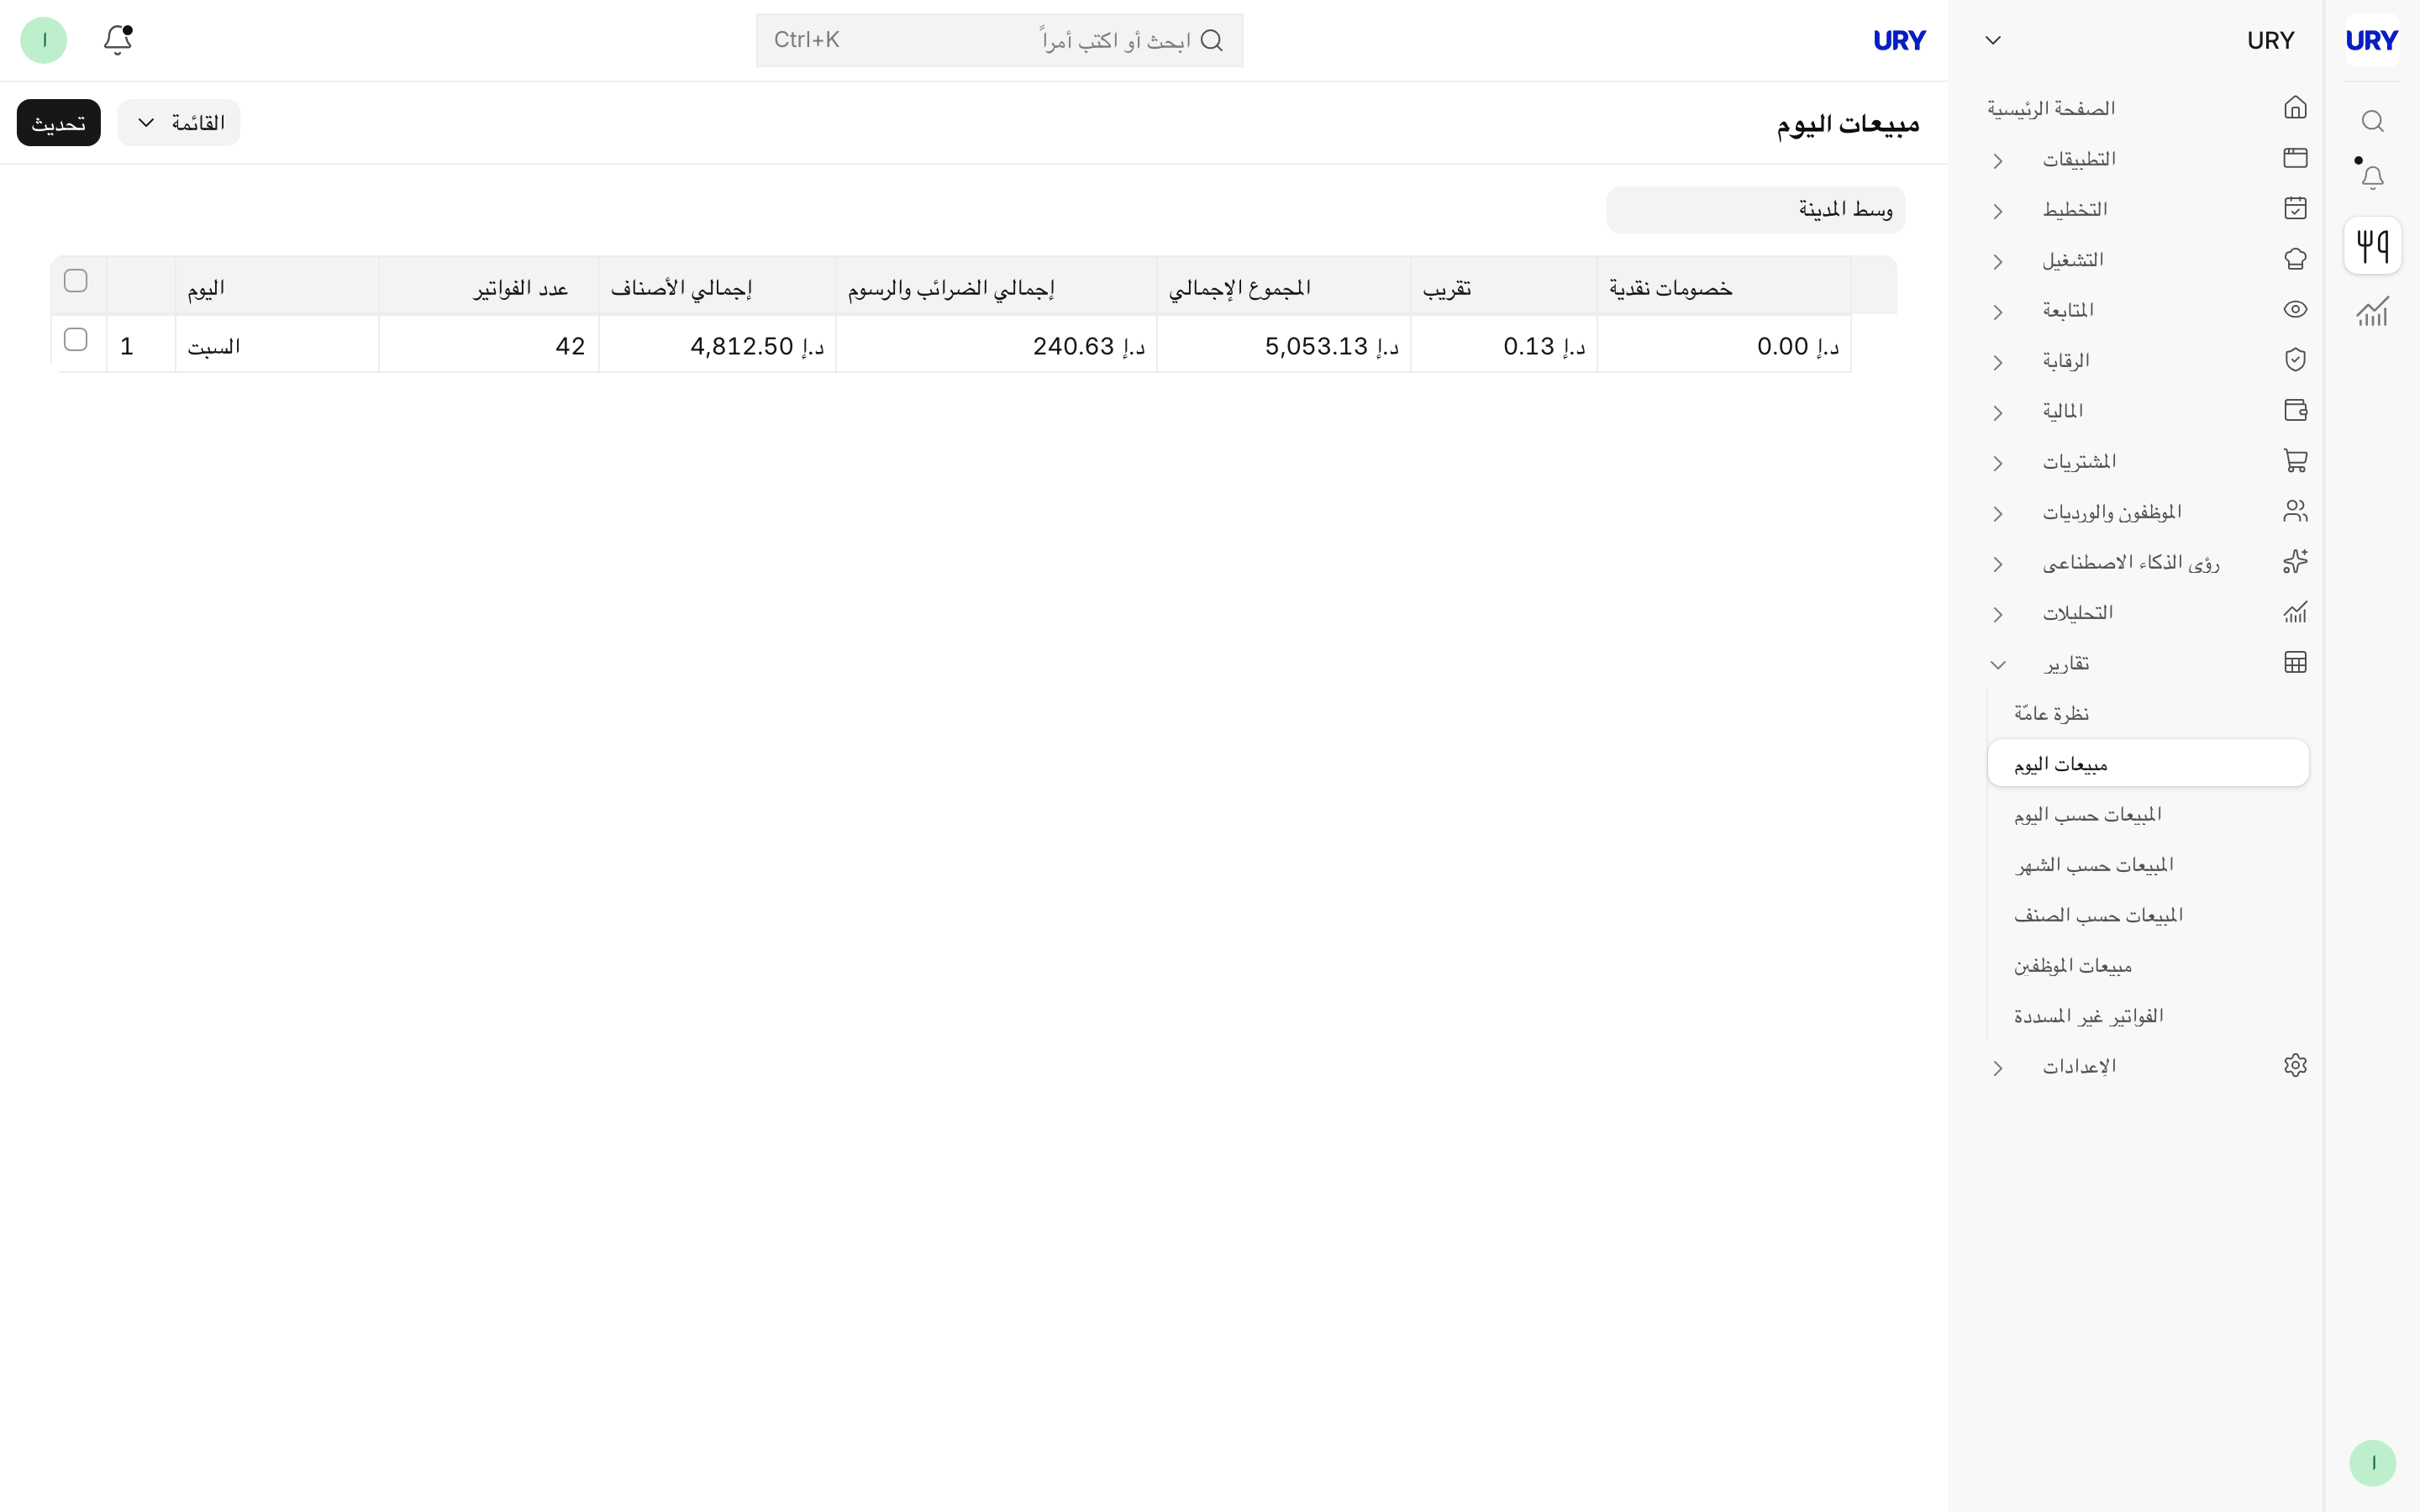 URY
URY
الصفحة الرئيسية
التطبيقات
التخطيط
التشغيل
المتابعة
الرقابة
المالية
المشتريات
الموظفون والورديات
رؤى الذكاء الاصطناعي
التحليلات
تقارير
نظرة عامّة
مبيعات اليوم
المبيعات حسب اليوم
المبيعات حسب الشهر
المبيعات حسب الصنف
مبيعات الموظفين
الفواتير غير المسددة
الإعدادات
ا
URY
ابحث أو اكتب أمراً Ctrl+K
ا
مبيعات اليوم
القائمة
تحديث
وسط المدينة
اليوم عدد الفواتير إجمالي الأصناف إجمالي الضرائب والرسوم المجموع الإجمالي تقريب خصومات نقدية
1 السبت 42 د.إ 4,812.50 د.إ 240.63 د.إ 5,053.13 د.إ 0.13 د.إ 0.00